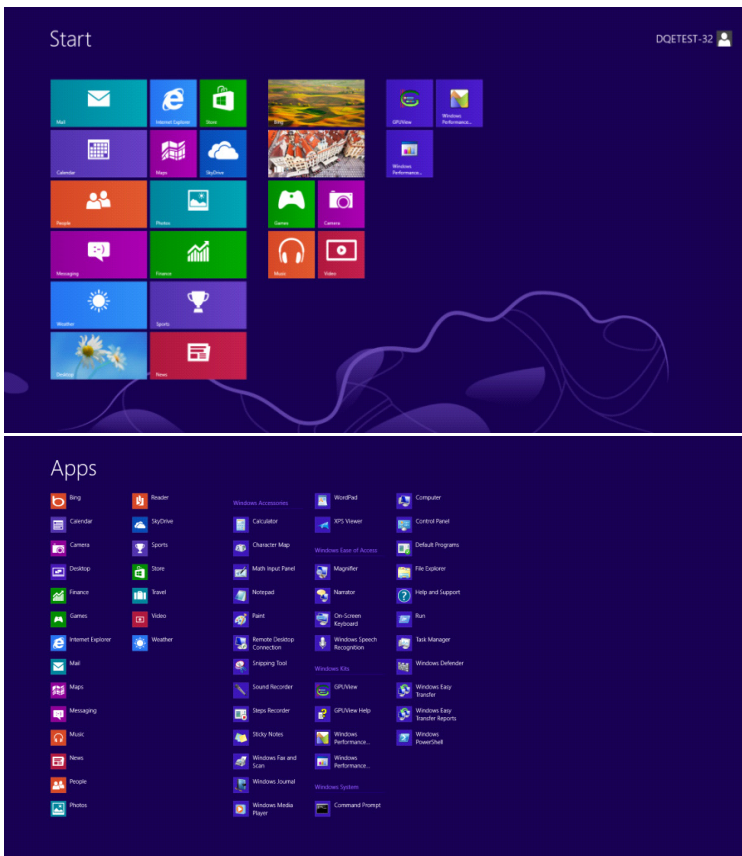 Start
DQETEST-32
Mail
Internet Explorer
Store
Bing
GPUView
Windows
Performance...
Calendar
Maps
SkyDrive
Windows
Performance...
People
Photos
Games
Camera
Messaging
Finance
Music
Video
Weather
Sports
Desktop
News
Apps
Bing
Calendar
Camera
Desktop
Finance
Games
Internet Explorer
Mail
Maps
Messaging
Music
News
People
Photos
Reader
SkyDrive
Sports
Store
Travel
Video
Weather
Windows Accessories
Calculator
Character Map
Math Input Panel
Notepad
Paint
Remote Desktop
Connection
Snipping Tool
Sound Recorder
Steps Recorder
Sticky Notes
Windows Fax and
Scan
Windows Journal
Windows Media
Player
WordPad
XPS Viewer
Windows Ease of Access
Magnifier
Narrator
On-Screen
Keyboard
Windows Speech
Recognition
Windows Kits
GPUView
GPUView Help
Windows
Performance...
Windows
Performance...
Windows System
Command Prompt
Computer
Control Panel
Default Programs
File Explorer
Help and Support
Run
Task Manager
Windows Defender
Windows Easy
Transfer
Windows Easy
Transfer Reports
Windows
PowerShell